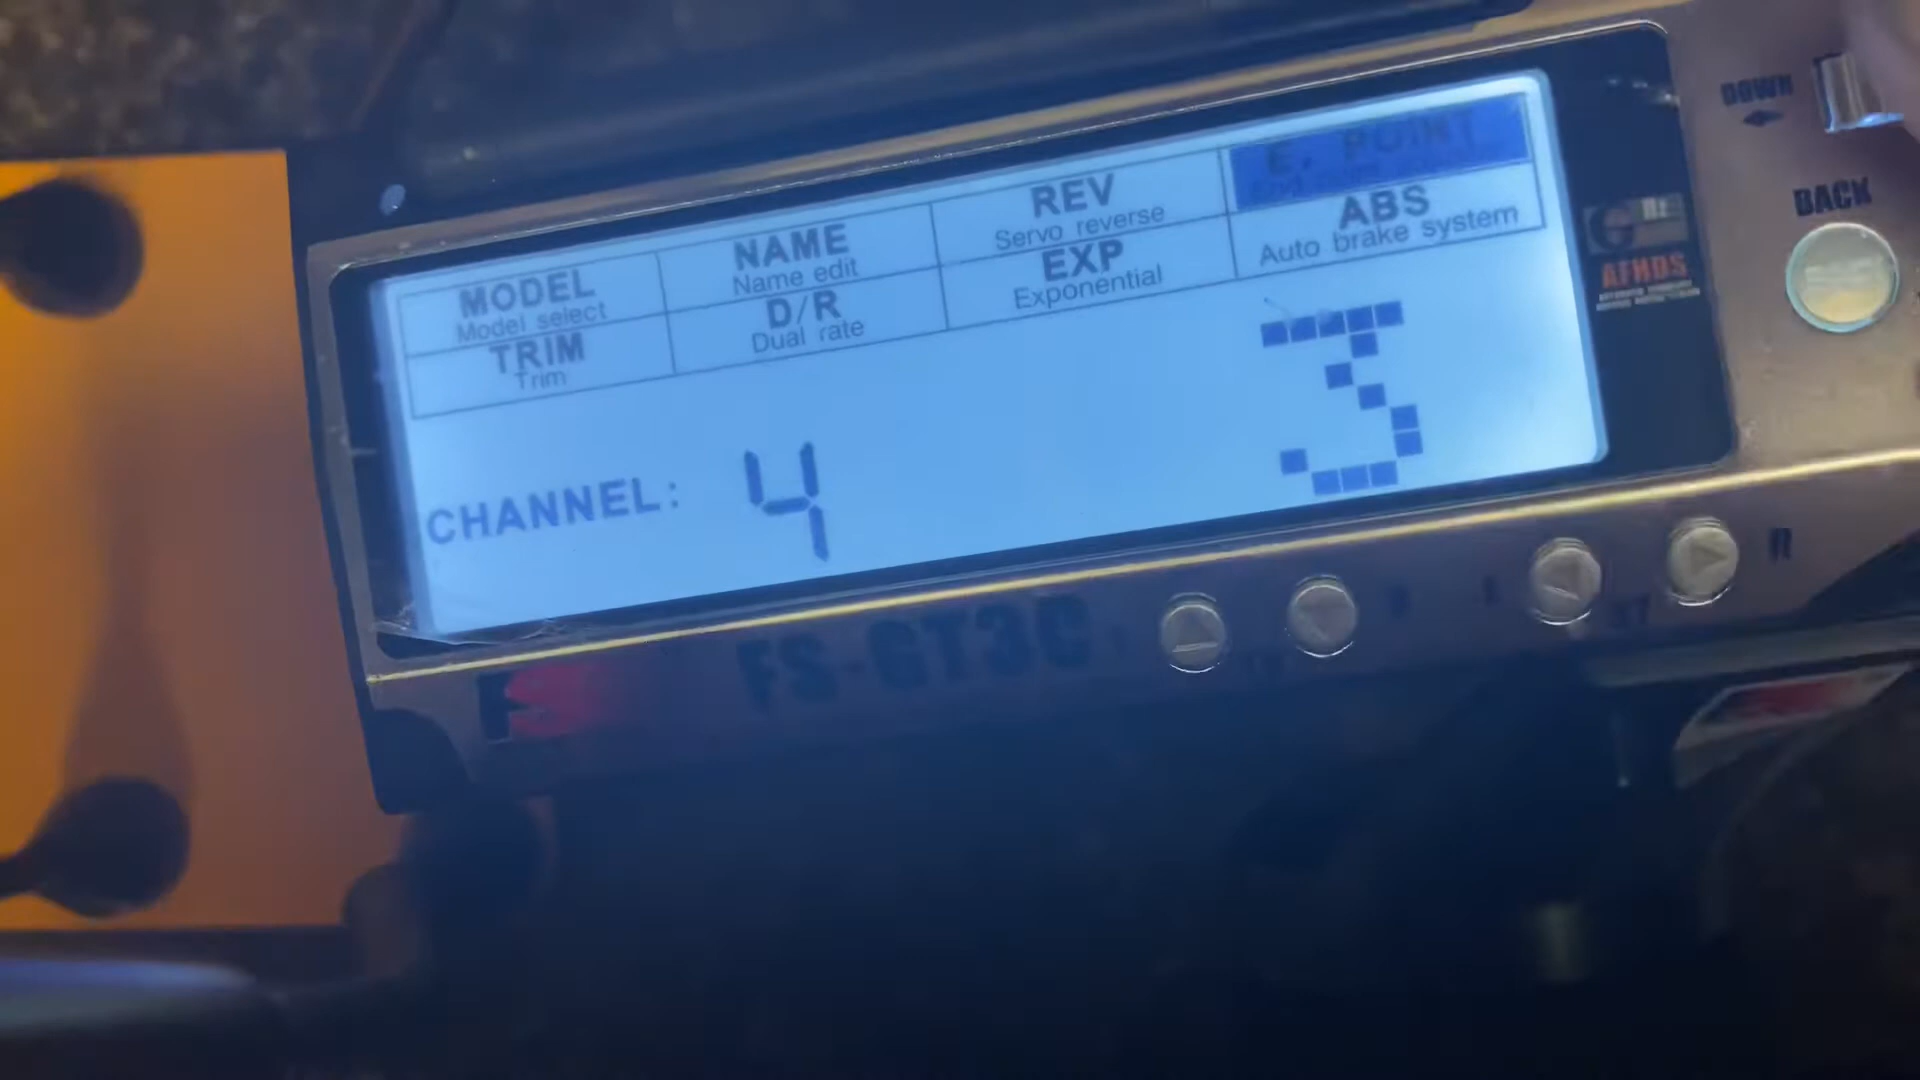 MODEL
Model select
NAME
Name edit
REV
Servo reverse
E. POINT
TRIM
Trim
D/R
Dual rate
EXP
Exponential
ABS
Auto brake system
CHANNEL: 4
3
FS-GT3C
DOWN
BACK
AFHDS
R